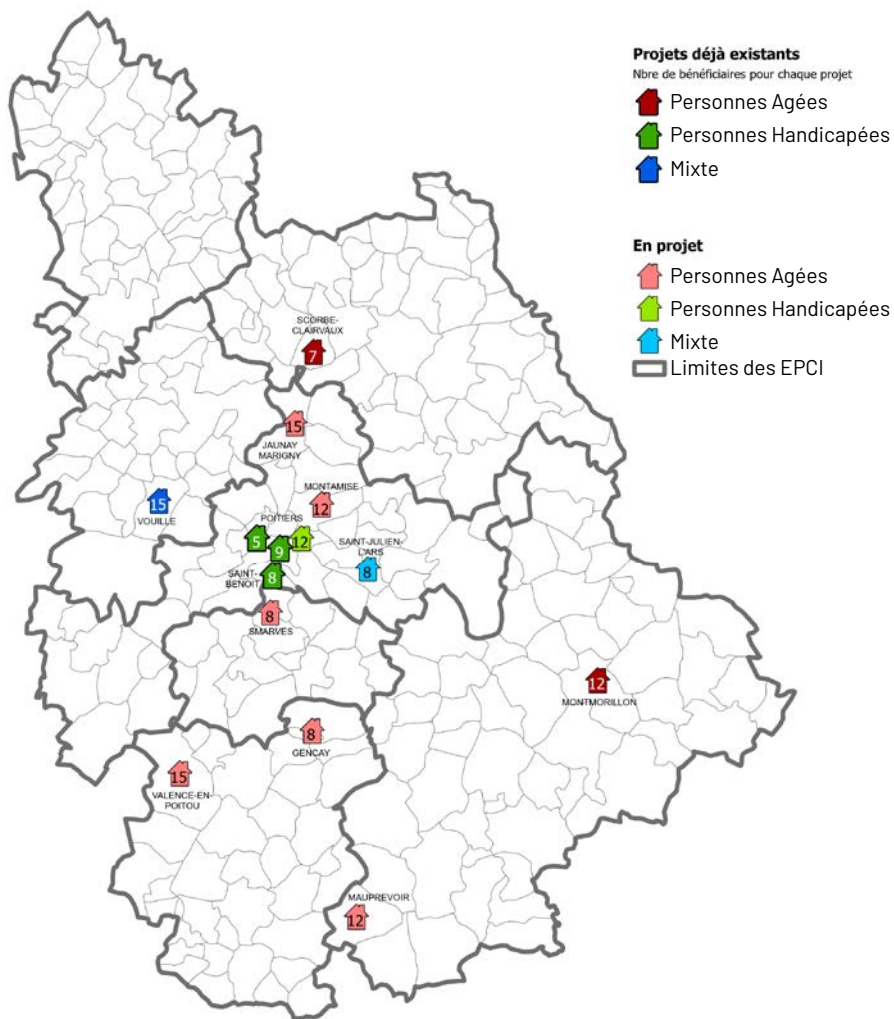 Projets déjà existants
Nbre de bénéficiaires pour chaque projet
Personnes Agées
Personnes Handicapées
Mixte
En projet
Personnes Agées
Personnes Handicapées
Mixte
Limites des EPCI
SCORBE-
CLAIRVAUX
7
15
JAUNAY
MARIGNY
MONTAMISE
12
15
VOUILLE
POITIERS
5
9
12
SAINT-JULIEN-
L'ARS
8
SAINT-
BENOIT
8
8
SMARVES
12
MONTMORILLON
8
GENCAY
15
VALENCE-EN-
POITOU
MAUPREVOIR
12